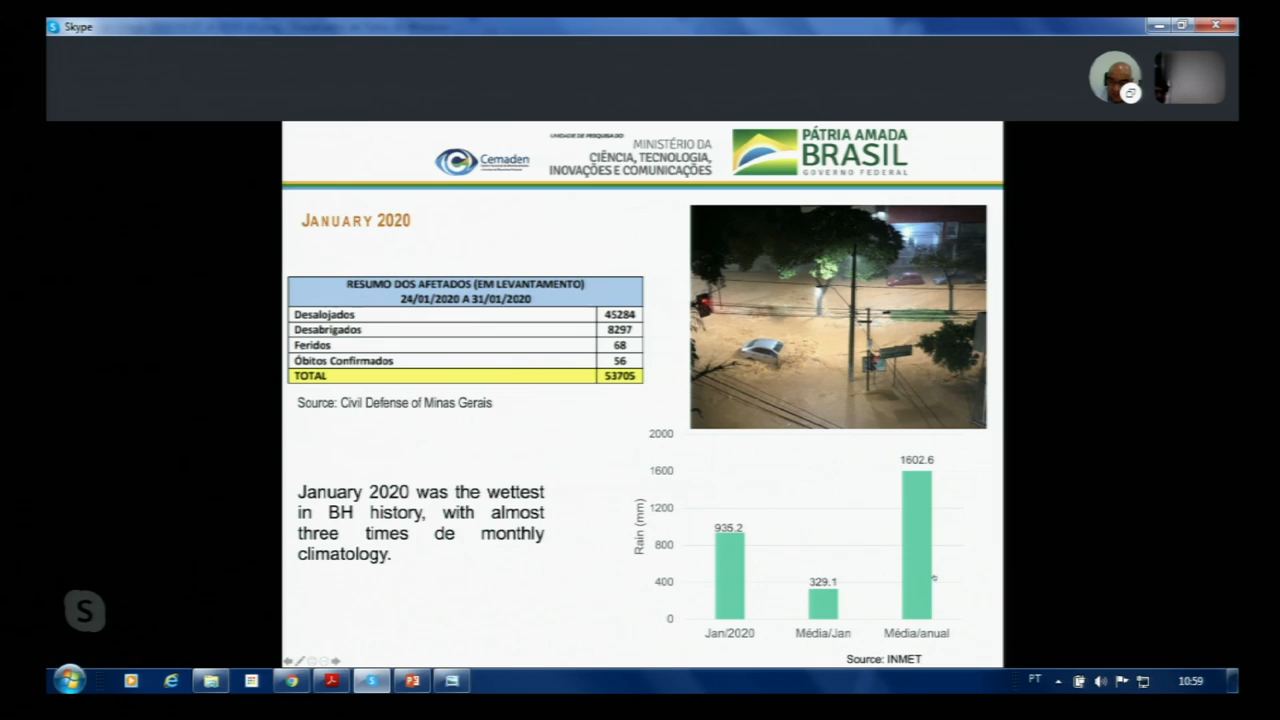 Skype
Cemaden
UNIDADE DE PESQUISA DO
MINISTÉRIO DA
CIÊNCIA, TECNOLOGIA,
INOVAÇÕES E COMUNICAÇÕES
PÁTRIA AMADA
BRASIL
GOVERNO FEDERAL
JANUARY 2020
RESUMO DOS AFETADOS (EM LEVANTAMENTO)
24/01/2020 A 31/01/2020
Desalojados 45284
Desabrigados 8297
Feridos 68
Óbitos Confirmados 56
TOTAL 53705
Source: Civil Defense of Minas Gerais
January 2020 was the wettest
in BH history, with almost
three times de monthly
climatology.
Rain (mm)
2000
1600
1200
800
400
0
935.2
329.1
1602.6
Jan/2020 Média/Jan Média/anual
Source: INMET
S
PT 10:59